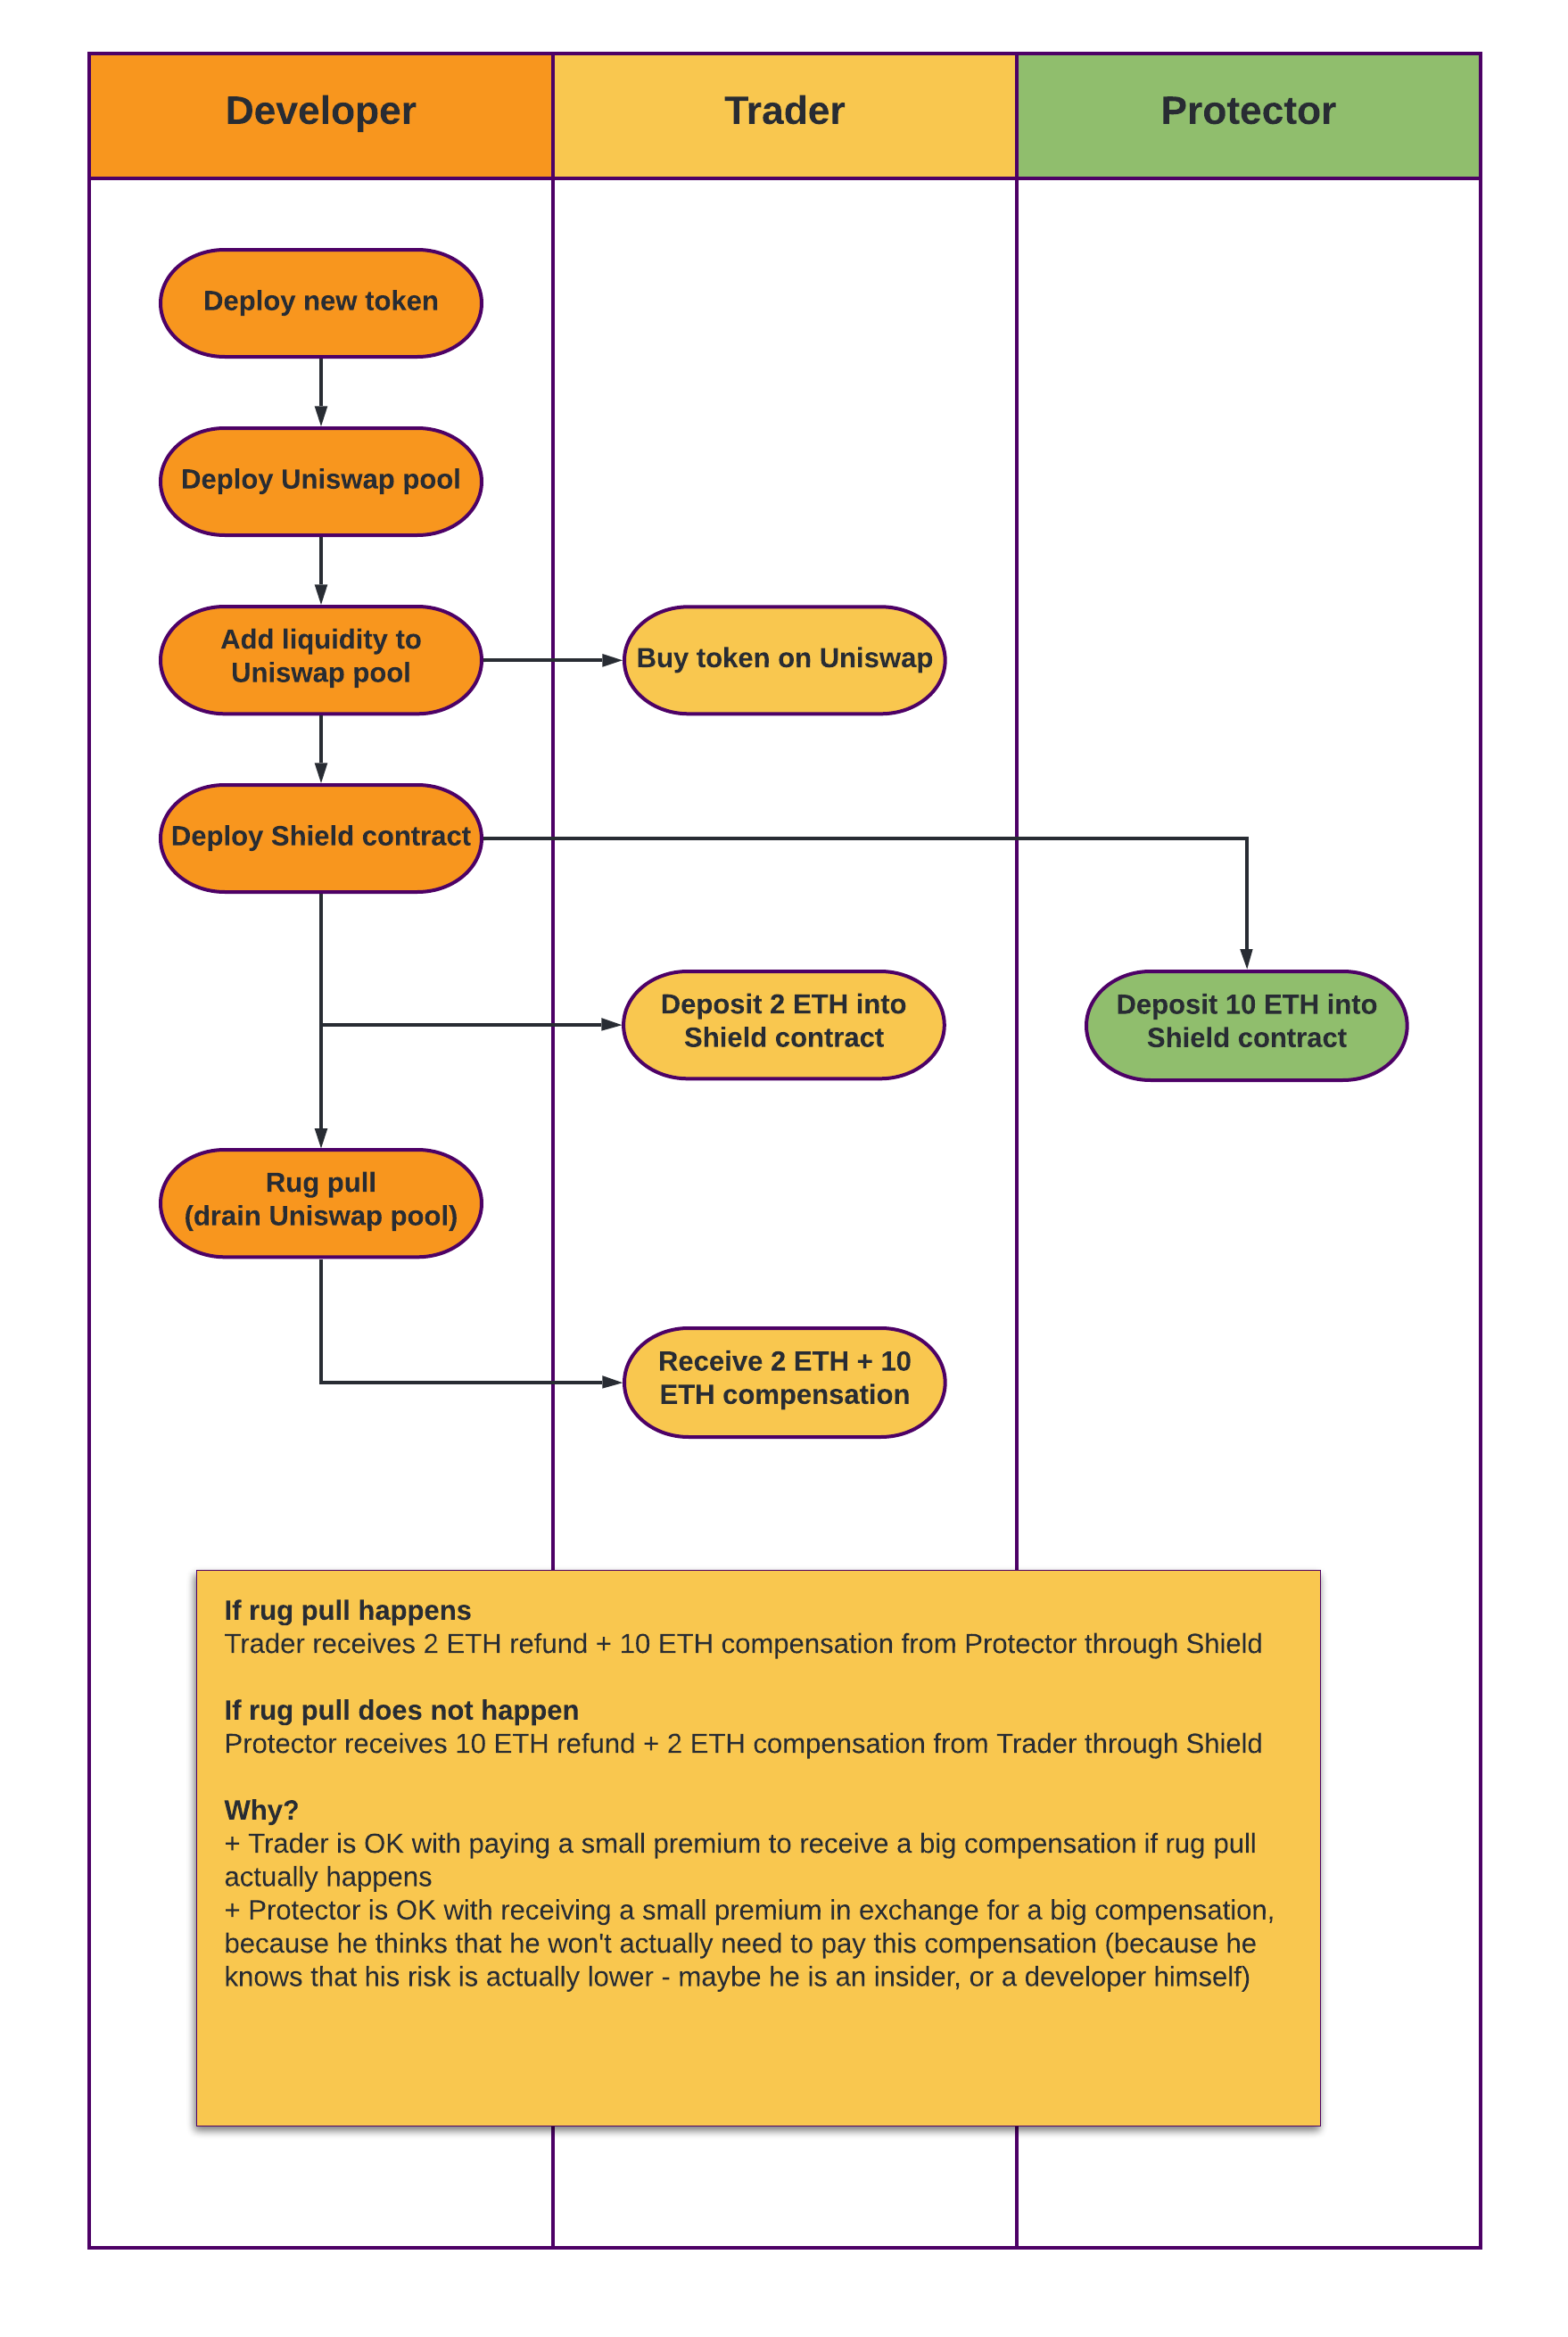 Developer
Trader
Protector
Deploy new token
Deploy Uniswap pool
Add liquidity to
Uniswap pool
Buy token on Uniswap
Deploy Shield contract
Deposit 2 ETH into
Shield contract
Deposit 10 ETH into
Shield contract
Rug pull
(drain Uniswap pool)
Receive 2 ETH + 10
ETH compensation
If rug pull happens
Trader receives 2 ETH refund + 10 ETH compensation from Protector through Shield
If rug pull does not happen
Protector receives 10 ETH refund + 2 ETH compensation from Trader through Shield
Why?
+ Trader is OK with paying a small premium to receive a big compensation if rug pull
actually happens
+ Protector is OK with receiving a small premium in exchange for a big compensation,
because he thinks that he won't actually need to pay this compensation (because he
knows that his risk is actually lower - maybe he is an insider, or a developer himself)